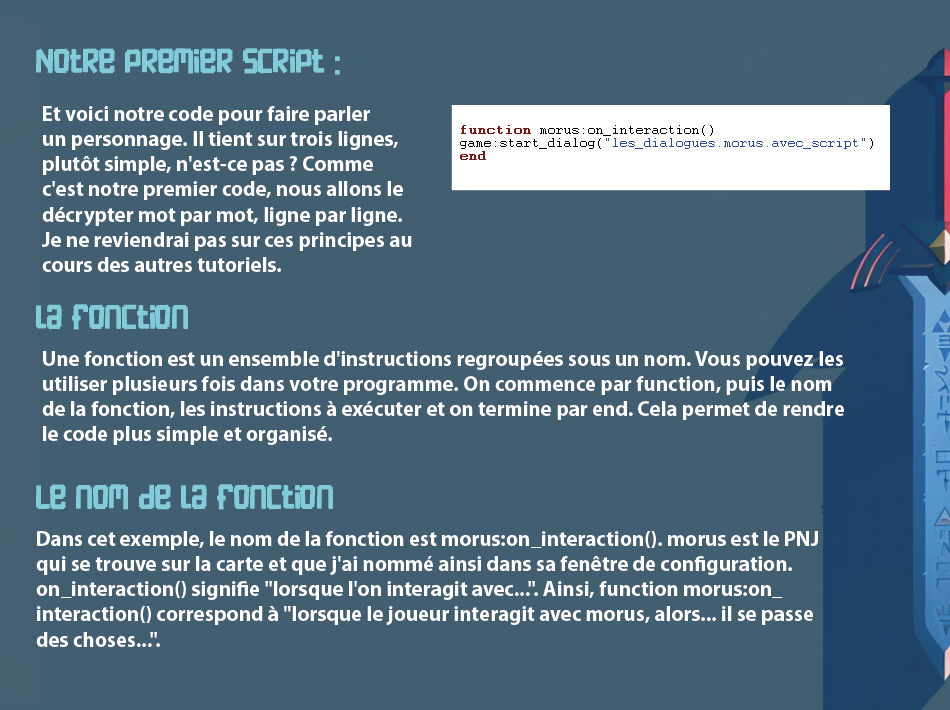 Notre premier script :
Et voici notre code pour faire parler
un personnage. Il tient sur trois lignes,
plutôt simple, n'est-ce pas ? Comme
c'est notre premier code, nous allons le
décrypter mot par mot, ligne par ligne.
Je ne reviendrai pas sur ces principes au
cours des autres tutoriels.
function morus:on_interaction()
game:start_dialog("les_dialogues.morus.avec_script")
end
La fonction
Une fonction est un ensemble d'instructions regroupées sous un nom. Vous pouvez les
utiliser plusieurs fois dans votre programme. On commence par function, puis le nom
de la fonction, les instructions à exécuter et on termine par end. Cela permet de rendre
le code plus simple et organisé.
Le nom de la fonction
Dans cet exemple, le nom de la fonction est morus:on_interaction(). morus est le PNJ
qui se trouve sur la carte et que j'ai nommé ainsi dans sa fenêtre de configuration.
on_interaction() signifie "lorsque l'on interagit avec...". Ainsi, function morus:on_
interaction() correspond à "lorsque le joueur interagit avec morus, alors... il se passe
des choses...".